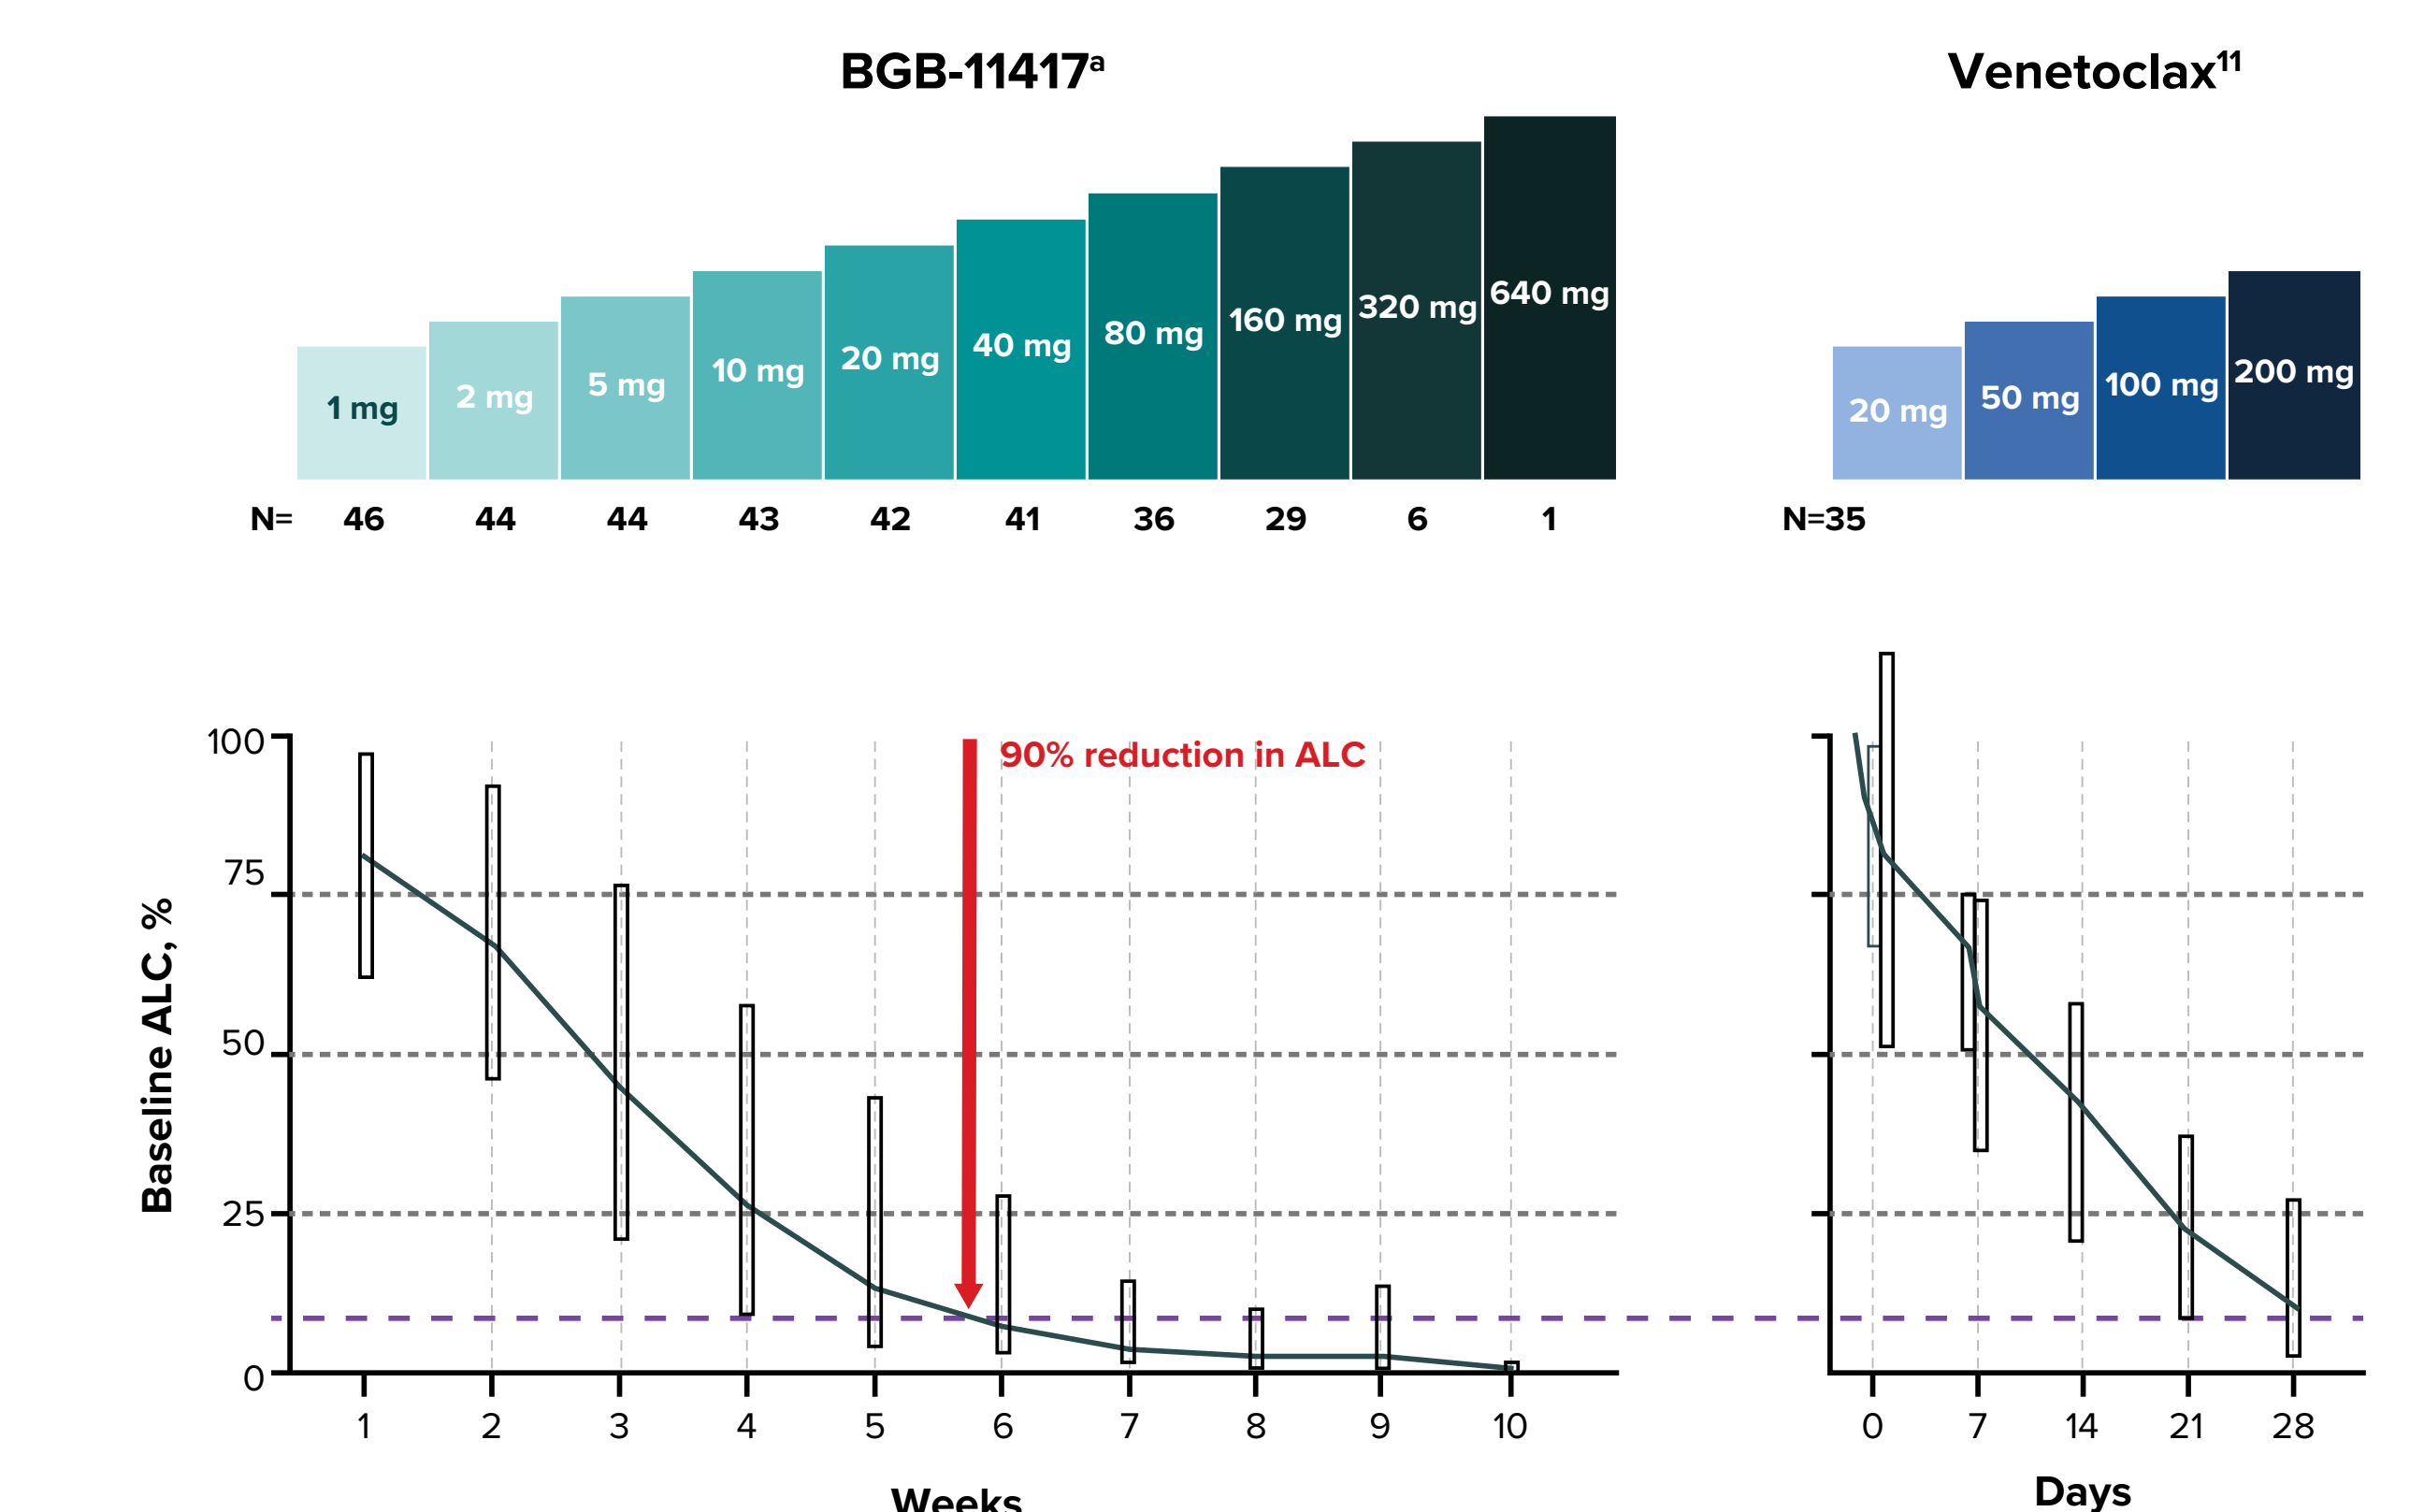 BGB-11417ᵃ
Venetoclax¹¹
1 mg
2 mg
5 mg
10 mg
20 mg
40 mg
80 mg
160 mg
320 mg
640 mg
20 mg
50 mg
100 mg
200 mg
N= 46 44 44 43 42 41 36 29 6 1
N=35
90% reduction in ALC
Baseline ALC, %
100
75
50
25
0
1 2 3 4 5 6 7 8 9 10
Weeks
0 7 14 21 28
Days